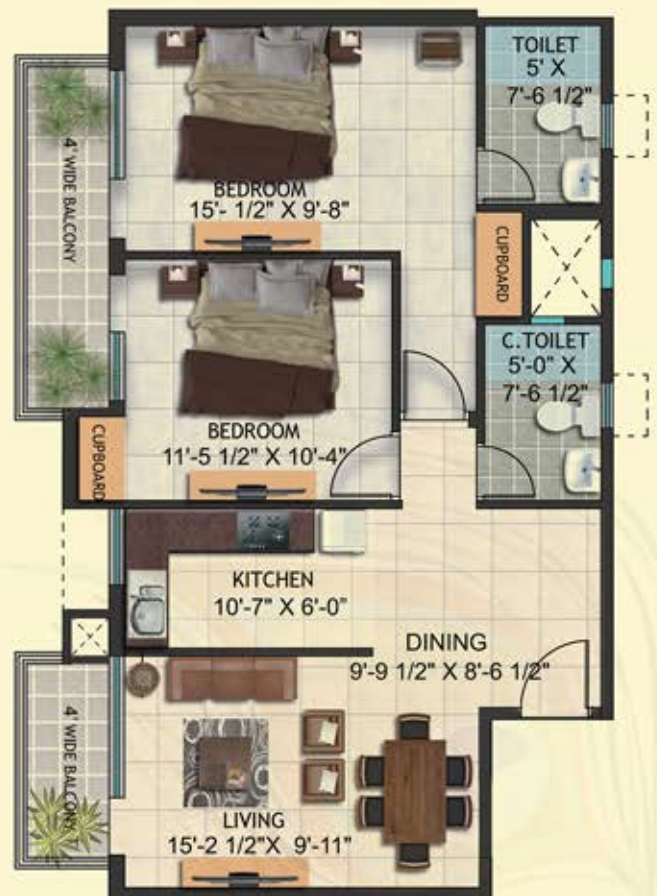 TOILET
5' X
7'-6 1/2"
4' WIDE BALCONY
BEDROOM
15'- 1/2" X 9'-8"
CUPBOARD
C.TOILET
5'-0" X
7'-6 1/2"
BEDROOM
11'-5 1/2" X 10'-4"
CUPBOARD
KITCHEN
10'-7" X 6'-0"
DINING
9'-9 1/2" X 8'-6 1/2"
4' WIDE BALCONY
LIVING
15'-2 1/2"X 9'-11"